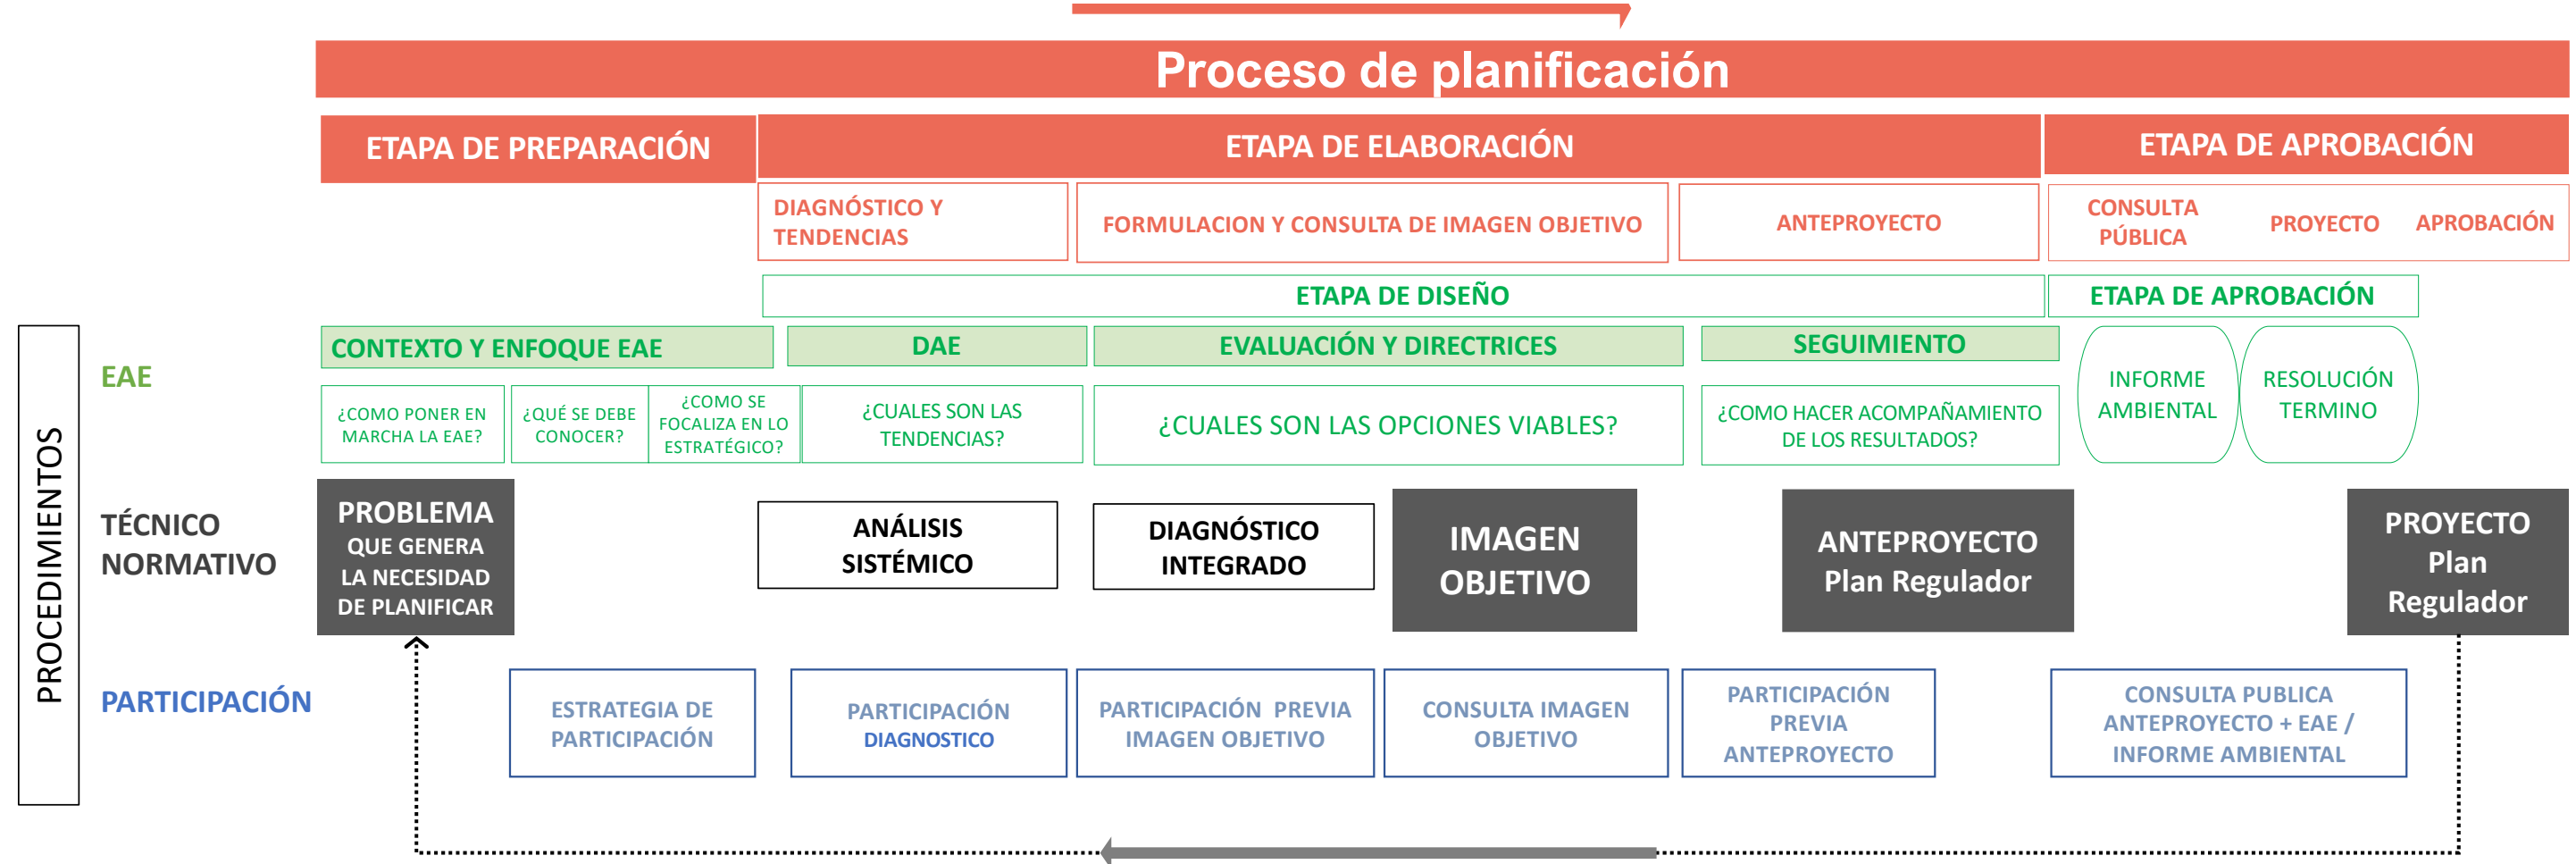 Proceso de planificación
ETAPA DE PREPARACIÓN
ETAPA DE ELABORACIÓN
ETAPA DE APROBACIÓN
DIAGNÓSTICO Y
TENDENCIAS
FORMULACION Y CONSULTA DE IMAGEN OBJETIVO
ANTEPROYECTO
CONSULTA
PÚBLICA
PROYECTO
APROBACIÓN
ETAPA DE DISEÑO
ETAPA DE APROBACIÓN
PROCEDIMIENTOS
EAE
CONTEXTO Y ENFOQUE EAE
DAE
EVALUACIÓN Y DIRECTRICES
SEGUIMIENTO
¿COMO PONER EN
MARCHA LA EAE?
¿QUÉ SE DEBE
CONOCER?
¿COMO SE
FOCALIZA EN LO
ESTRATÉGICO?
¿CUALES SON LAS
TENDENCIAS?
¿CUALES SON LAS OPCIONES VIABLES?
¿COMO HACER ACOMPAÑAMIENTO
DE LOS RESULTADOS?
INFORME
AMBIENTAL
RESOLUCIÓN
TERMINO
TÉCNICO
NORMATIVO
PROBLEMA
QUE GENERA
LA NECESIDAD
DE PLANIFICAR
ANÁLISIS
SISTÉMICO
DIAGNÓSTICO
INTEGRADO
IMAGEN
OBJETIVO
ANTEPROYECTO
Plan Regulador
PROYECTO
Plan
Regulador
PARTICIPACIÓN
ESTRATEGIA DE
PARTICIPACIÓN
PARTICIPACIÓN
DIAGNOSTICO
PARTICIPACIÓN PREVIA
IMAGEN OBJETIVO
CONSULTA IMAGEN
OBJETIVO
PARTICIPACIÓN
PREVIA
ANTEPROYECTO
CONSULTA PUBLICA
ANTEPROYECTO + EAE /
INFORME AMBIENTAL